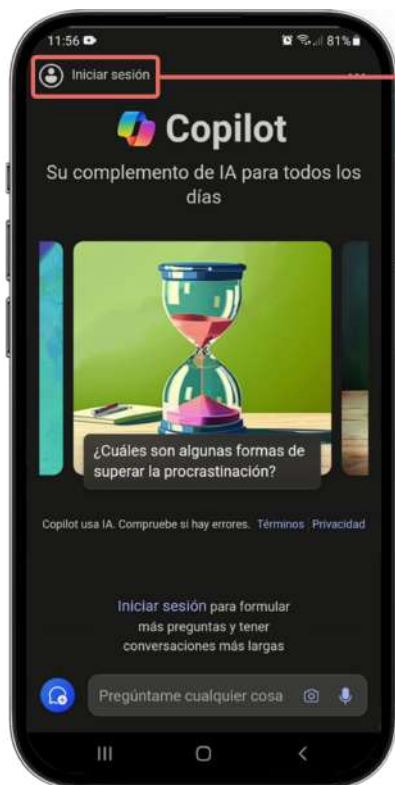 11:56 81%
Iniciar sesión ...
Copilot
Su complemento de IA para todos los
días
¿Cuáles son algunas formas de
superar la procrastinación?
Copilot usa IA. Compruebe si hay errores. Términos Privacidad
Iniciar sesión para formular
más preguntas y tener
conversaciones más largas
Pregúntame cualquier cosa